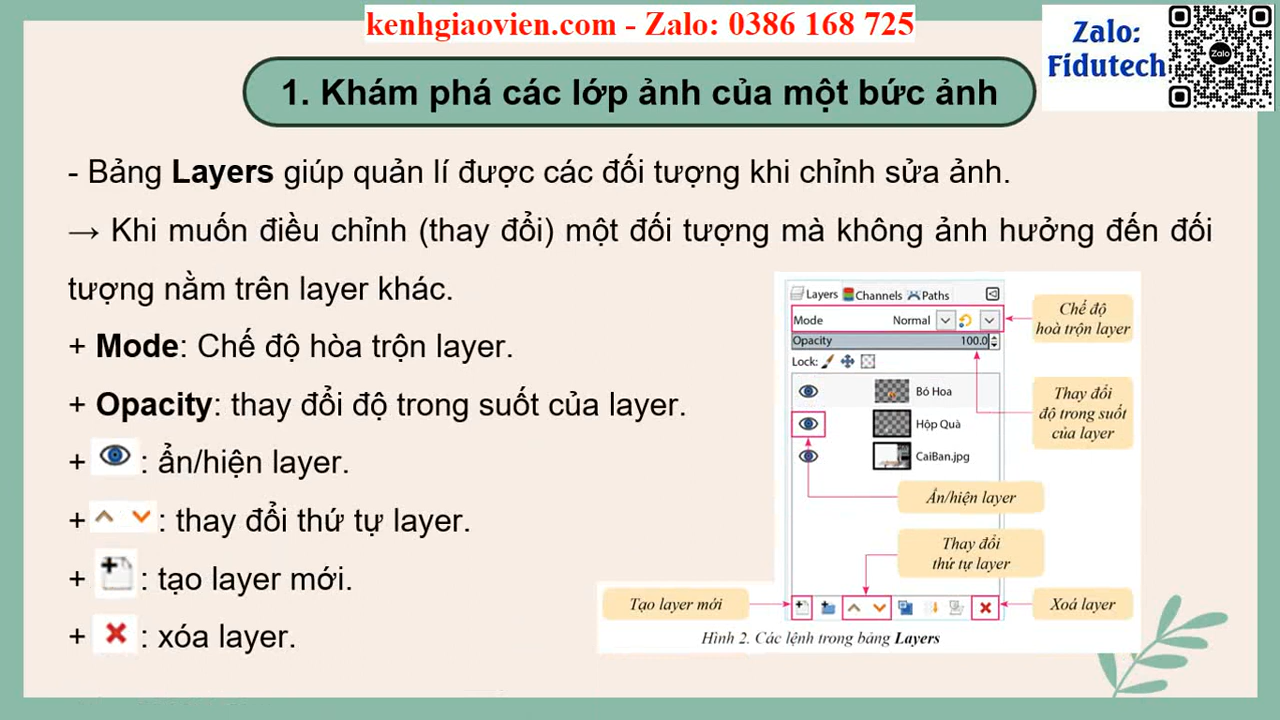 kenhgiaovien.com - Zalo: 0386 168 725
Zalo:
Fidutech
Zalo
1. Khám phá các lớp ảnh của một bức ảnh
- Bảng Layers giúp quản lí được các đối tượng khi chỉnh sửa ảnh.
→ Khi muốn điều chỉnh (thay đổi) một đối tượng mà không ảnh hưởng đến đối
tượng nằm trên layer khác.
+ Mode: Chế độ hòa trộn layer.
+ Opacity: thay đổi độ trong suốt của layer.
+ : ẩn/hiện layer.
+ : thay đổi thứ tự layer.
+ : tạo layer mới.
+ : xóa layer.
Layers Channels Paths
Mode Normal
Opacity 100.0
Lock:
Bó Hoa
Hộp Quà
CaiBan.jpg
Chế độ
hoà trộn layer
Thay đổi
độ trong suốt
của layer
Ẩn/hiện layer
Thay đổi
thứ tự layer
Tạo layer mới
Xoá layer
Hình 2. Các lệnh trong bảng Layers